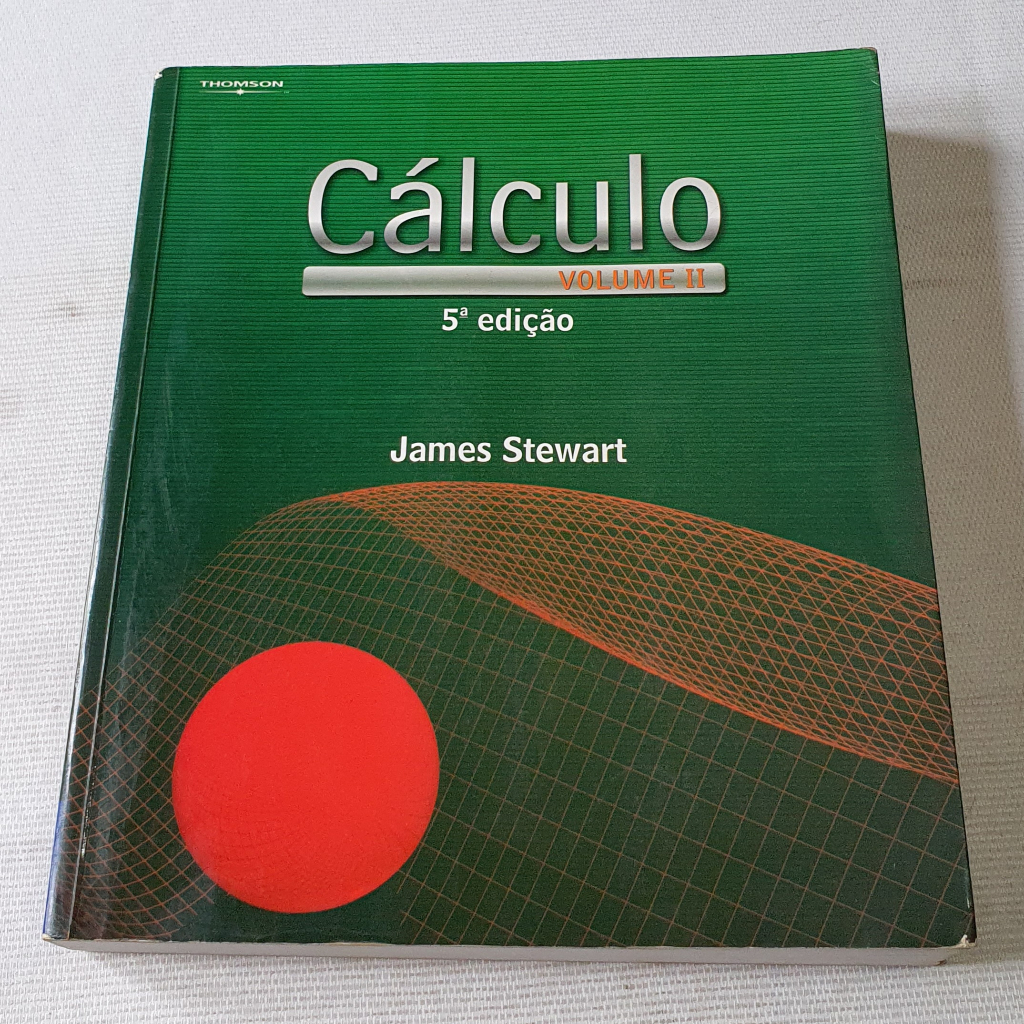 THOMSON
Cálculo
VOLUME II
5ª edição
James Stewart